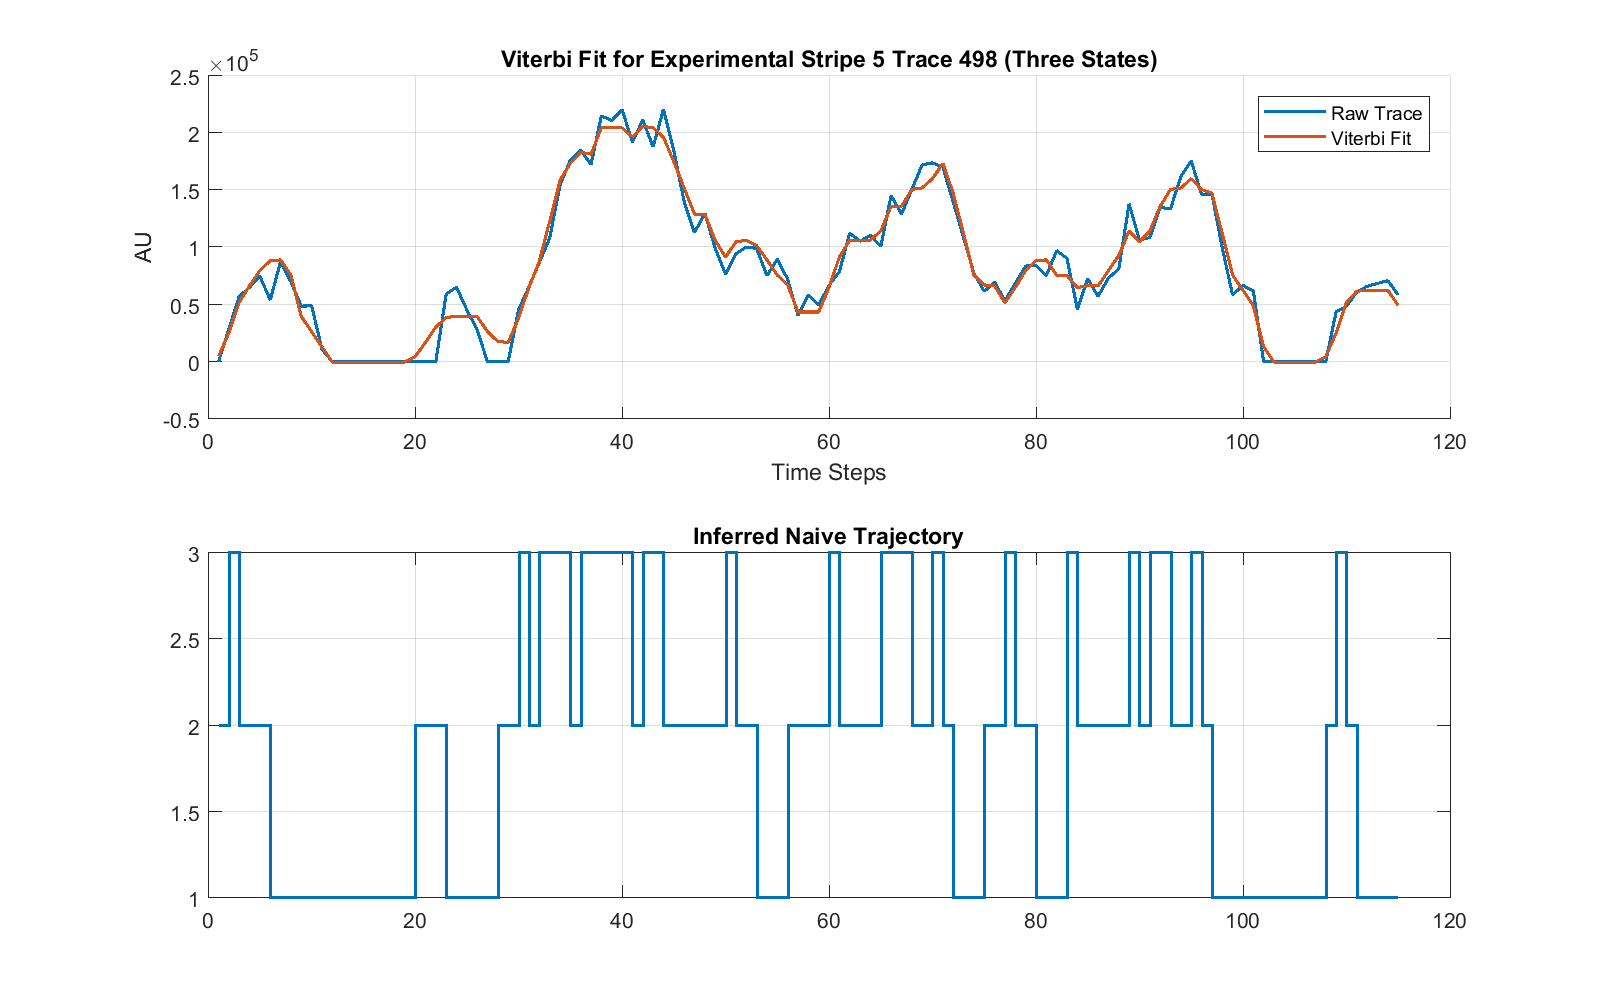 Viterbi Fit for Experimental Stripe 5 Trace 498 (Three States)
×10^5
2.5
2
1.5
1
0.5
0
-0.5
AU
Raw Trace
Viterbi Fit
0 20 40 60 80 100 120
Time Steps
Inferred Naive Trajectory
3
2.5
2
1.5
1
0 20 40 60 80 100 120